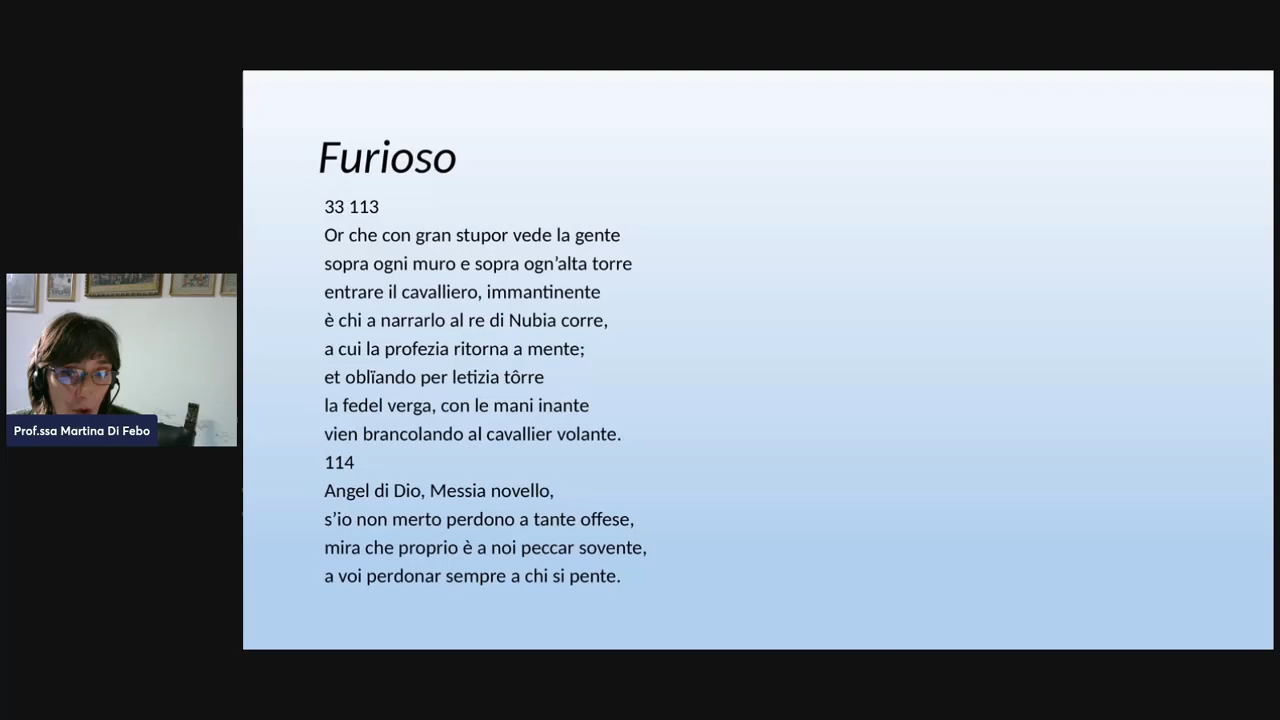 Furioso
33 113
Or che con gran stupor vede la gente
sopra ogni muro e sopra ogn’alta torre
entrare il cavalliero, immantinente
è chi a narrarlo al re di Nubia corre,
a cui la profezia ritorna a mente;
et oblïando per letizia tôrre
la fedel verga, con le mani inante
vien brancolando al cavallier volante.
114
Angel di Dio, Messia novello,
s’io non merto perdono a tante offese,
mira che proprio è a noi peccar sovente,
a voi perdonar sempre a chi si pente.
Prof.ssa Martina Di Febo